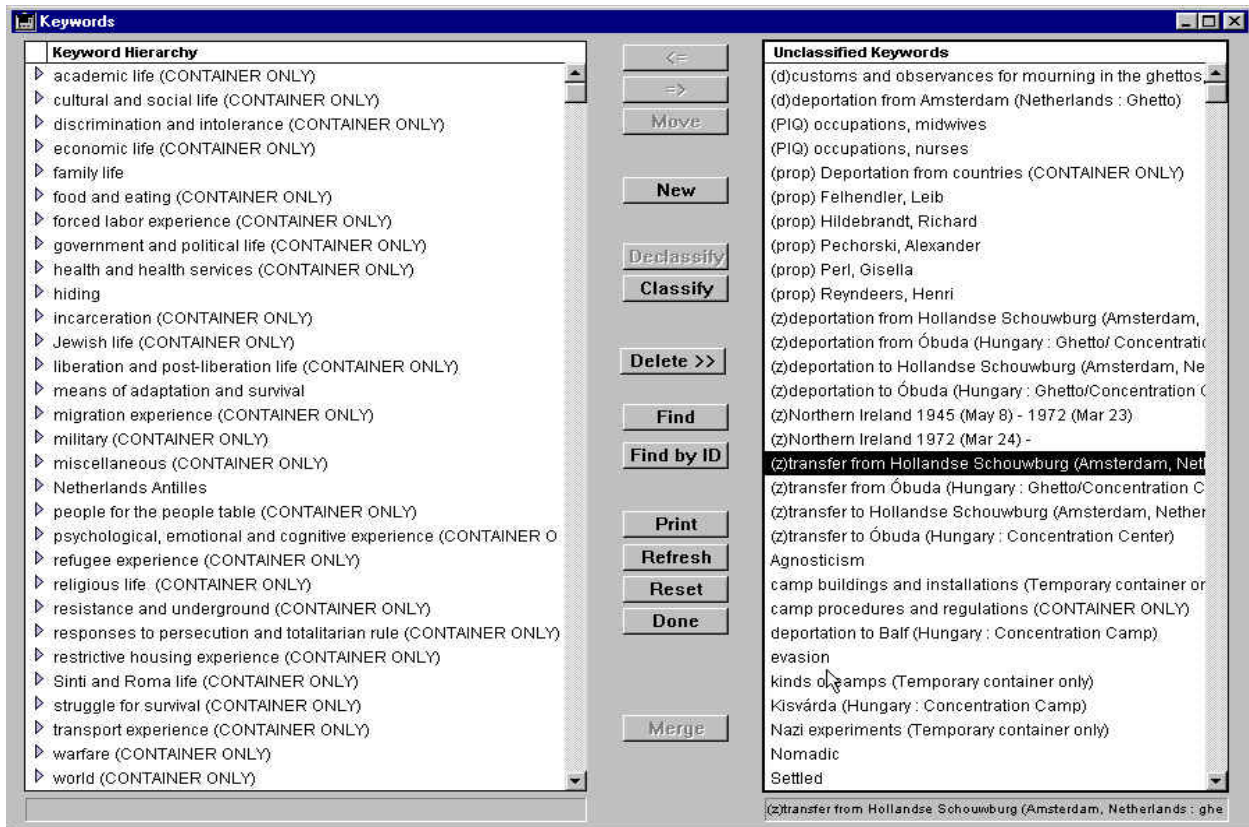 Keywords
Keyword Hierarchy
academic life (CONTAINER ONLY)
cultural and social life (CONTAINER ONLY)
discrimination and intolerance (CONTAINER ONLY)
economic life (CONTAINER ONLY)
family life
food and eating (CONTAINER ONLY)
forced labor experience (CONTAINER ONLY)
government and political life (CONTAINER ONLY)
health and health services (CONTAINER ONLY)
hiding
incarceration (CONTAINER ONLY)
Jewish life (CONTAINER ONLY)
liberation and post-liberation life (CONTAINER ONLY)
means of adaptation and survival
migration experience (CONTAINER ONLY)
military (CONTAINER ONLY)
miscellaneous (CONTAINER ONLY)
Netherlands Antilles
people for the people table (CONTAINER ONLY)
psychological, emotional and cognitive experience (CONTAINER O
refugee experience (CONTAINER ONLY)
religious life (CONTAINER ONLY)
resistance and underground (CONTAINER ONLY)
responses to persecution and totalitarian rule (CONTAINER ONLY)
restrictive housing experience (CONTAINER ONLY)
Sinti and Roma life (CONTAINER ONLY)
struggle for survival (CONTAINER ONLY)
transport experience (CONTAINER ONLY)
warfare (CONTAINER ONLY)
world (CONTAINER ONLY)
<=
=>
Move
New
Declassify
Classify
Delete >>
Find
Find by ID
Print
Refresh
Reset
Done
Merge
Unclassified Keywords
(d)customs and observances for mourning in the ghettos,
(d)deportation from Amsterdam (Netherlands : Ghetto)
(PIQ) occupations, midwives
(PIQ) occupations, nurses
(prop) Deportation from countries (CONTAINER ONLY)
(prop) Felhendler, Leib
(prop) Hildebrandt, Richard
(prop) Pechorski, Alexander
(prop) Perl, Gisella
(prop) Reyndeers, Henri
(z)deportation from Hollandse Schouwburg (Amsterdam,
(z)deportation from Óbuda (Hungary : Ghetto/ Concentratic
(z)deportation to Hollandse Schouwburg (Amsterdam, Ne
(z)deportation to Óbuda (Hungary : Ghetto/Concentration C
(z)Northern Ireland 1945 (May 8) - 1972 (Mar 23)
(z)Northern Ireland 1972 (Mar 24) -
(z)transfer from Hollandse Schouwburg (Amsterdam, Netl
(z)transfer from Óbuda (Hungary : Ghetto/Concentration C
(z)transfer to Hollandse Schouwburg (Amsterdam, Nether
(z)transfer to Óbuda (Hungary : Concentration Center)
Agnosticism
camp buildings and installations (Temporary container or
camp procedures and regulations (CONTAINER ONLY)
deportation to Balf (Hungary : Concentration Camp)
evasion
kinds of camps (Temporary container only)
Kisvárda (Hungary : Concentration Camp)
Nazi experiments (Temporary container only)
Nomadic
Settled
(z)transfer from Hollandse Schouwburg (Amsterdam, Netherlands : ghe